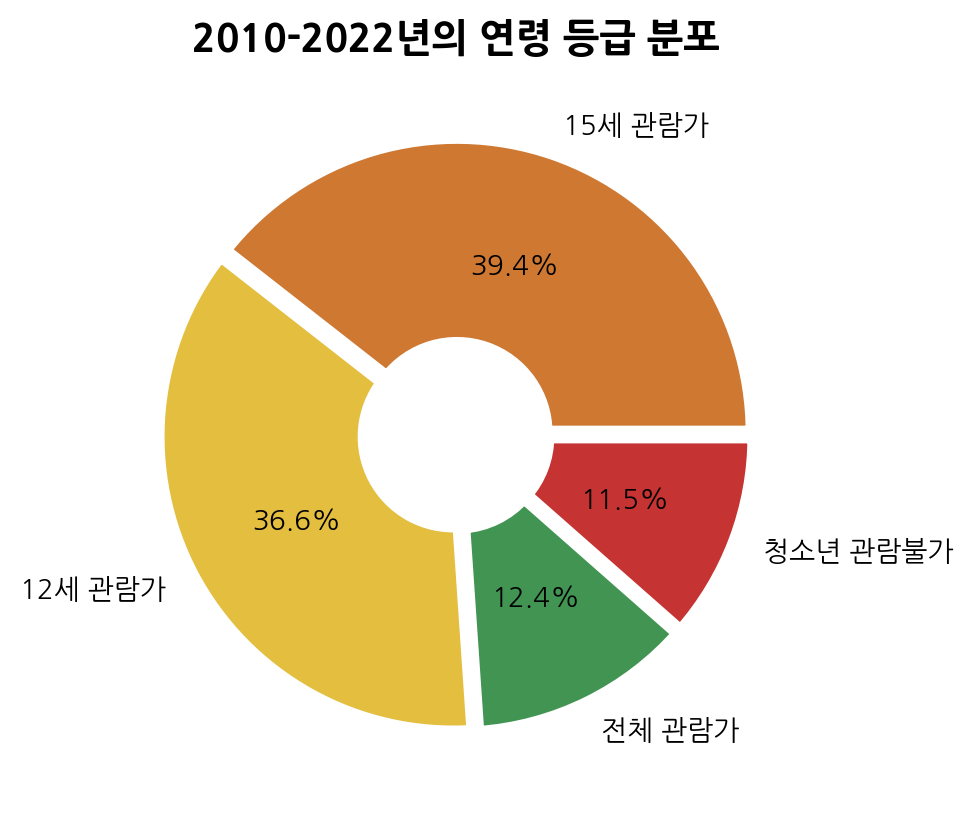 2010-2022년의 연령 등급 분포
15세 관람가
39.4%
36.6%
11.5%
청소년 관람불가
12세 관람가
12.4%
전체 관람가